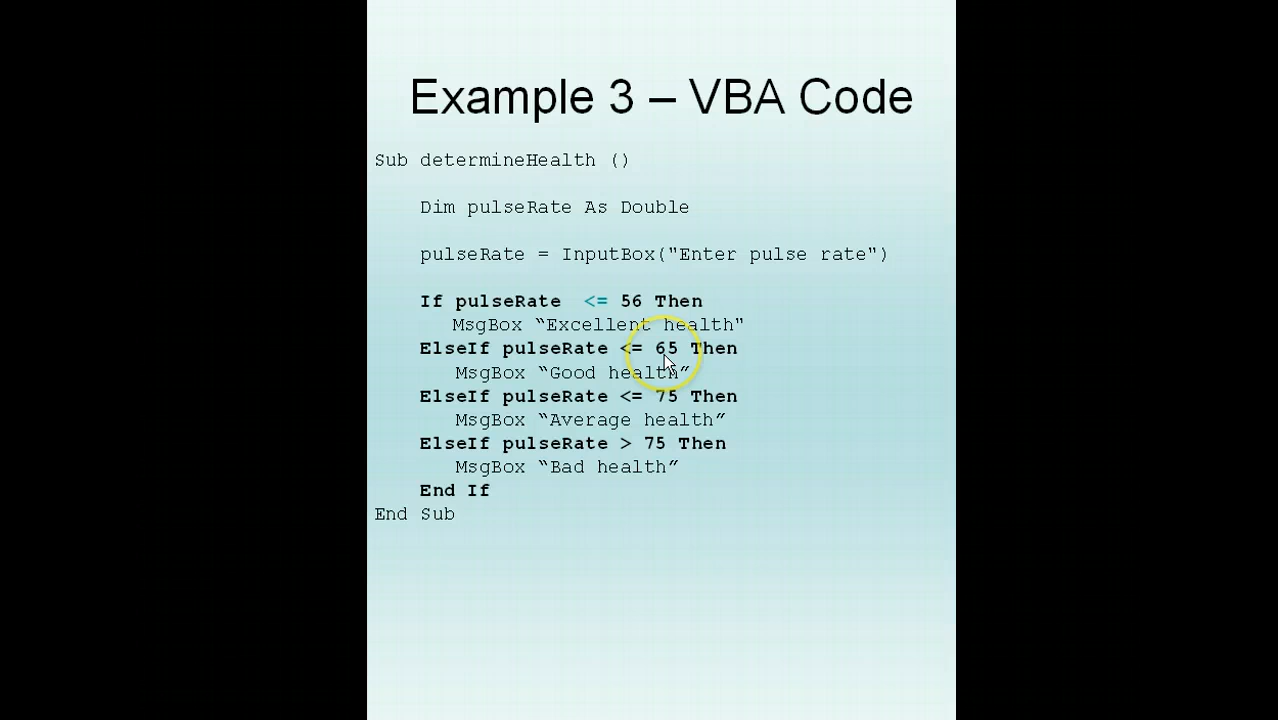 Example 3 – VBA Code
Sub determineHealth ()
Dim pulseRate As Double
pulseRate = InputBox("Enter pulse rate")
If pulseRate  <= 56 Then
MsgBox “Excellent health"
ElseIf pulseRate <= 65 Then
MsgBox “Good health”
ElseIf pulseRate <= 75 Then
MsgBox “Average health”
ElseIf pulseRate > 75 Then
MsgBox “Bad health”
End If
End Sub